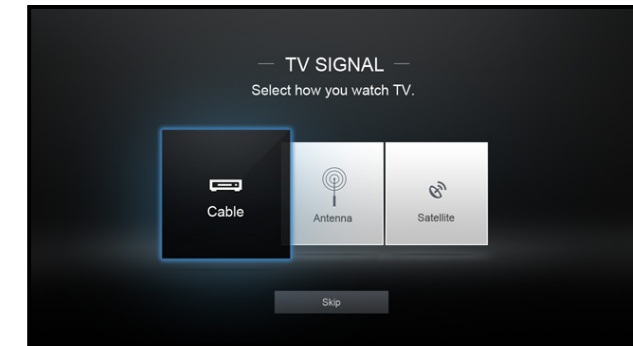 — TV SIGNAL —
Select how you watch TV.
Cable
Antenna
Satellite
Skip